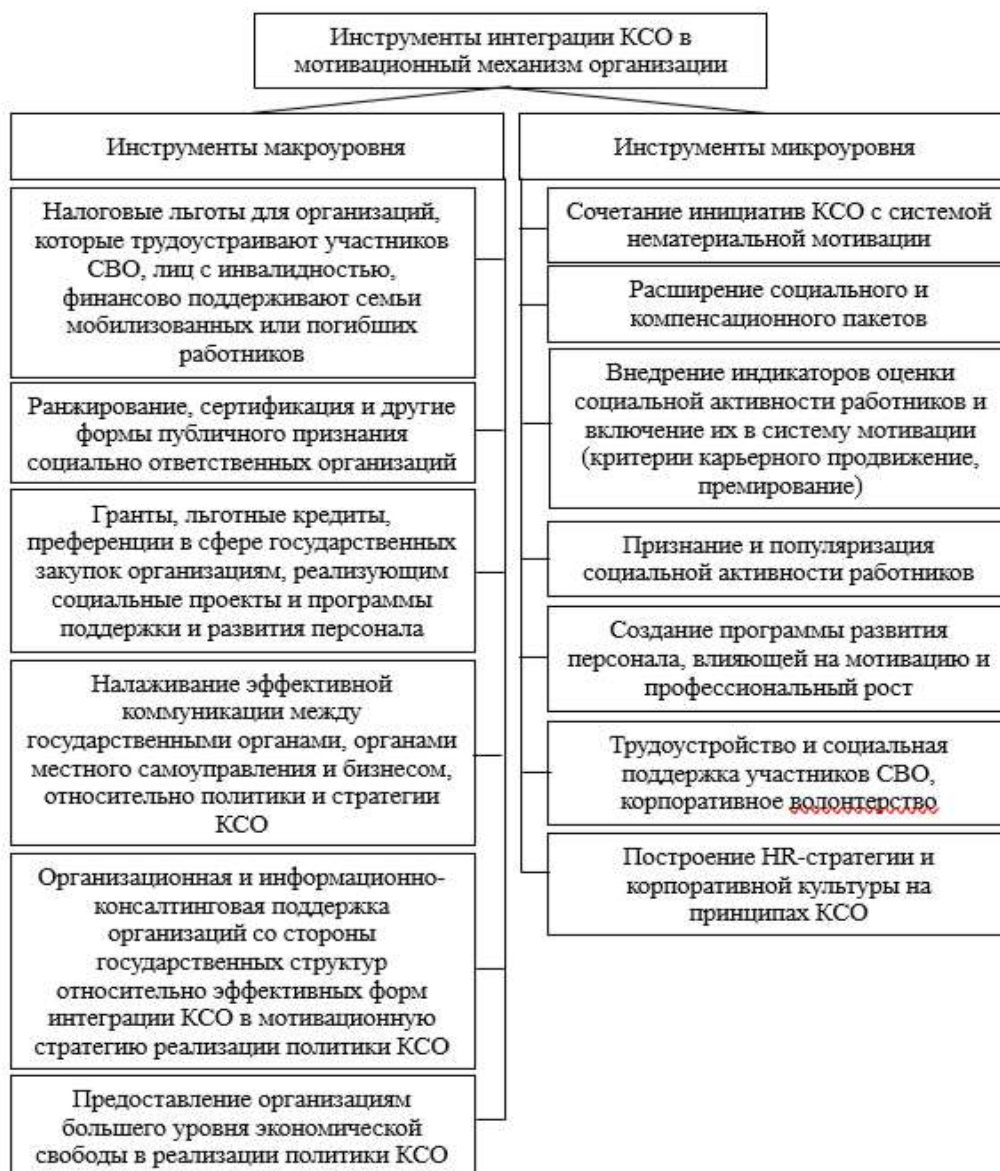 Инструменты интеграции КСО в
мотивационный механизм организации
Инструменты макроуровня
Налоговые льготы для организаций,
которые трудоустраивают участников
СВО, лиц с инвалидностью,
финансово поддерживают семьи
мобилизованных или погибших
работников
Ранжирование, сертификация и другие
формы публичного признания
социально ответственных организаций
Гранты, льготные кредиты,
преференции в сфере государственных
закупок организациям, реализующим
социальные проекты и программы
поддержки и развития персонала
Налаживание эффективной
коммуникации между
государственными органами, органами
местного самоуправления и бизнесом,
относительно политики и стратегии
КСО
Организационная и информационно-
консалтинговая поддержка
организаций со стороны
государственных структур
относительно эффективных форм
интеграции КСО в мотивационную
стратегию реализации политики КСО
Предоставление организациям
большего уровня экономической
свободы в реализации политики КСО
Инструменты микроуровня
Сочетание инициатив КСО с системой
нематериальной мотивации
Расширение социального и
компенсационного пакетов
Внедрение индикаторов оценки
социальной активности работников и
включение их в систему мотивации
(критерии карьерного продвижение,
премирование)
Признание и популяризация
социальной активности работников
Создание программы развития
персонала, влияющей на мотивацию и
профессиональный рост
Трудоустройство и социальная
поддержка участников СВО,
корпоративное волонтерство
Построение HR-стратегии и
корпоративной культуры на
принципах КСО